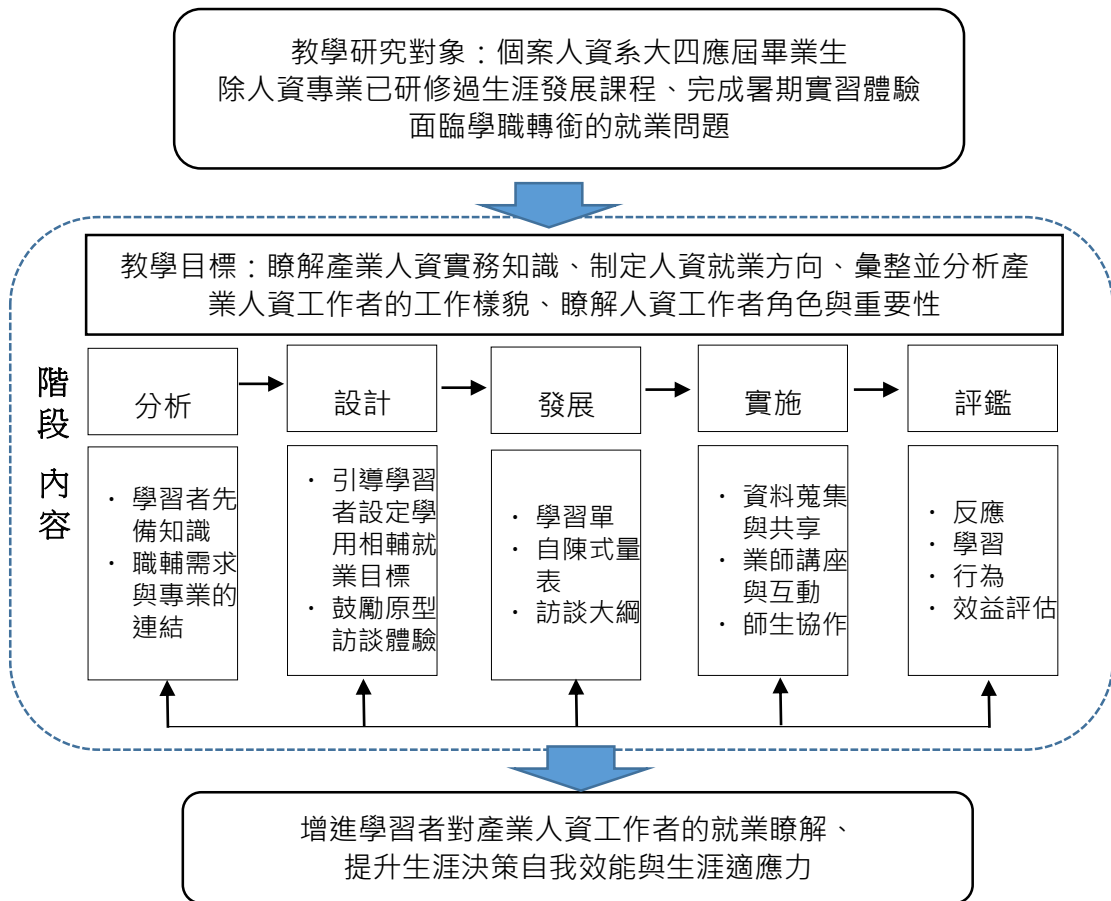 教學研究對象：個案人資系大四應屆畢業生
除人資專業已研修過生涯發展課程、完成暑期實習體驗
面臨學職轉銜的就業問題
教學目標：瞭解產業人資實務知識、制定人資就業方向、彙整並分析產
業人資工作者的工作樣貌、瞭解人資工作者角色與重要性
階段
分析
設計
發展
實施
評鑑
內容
· 學習者先
備知識
· 職輔需求
與專業的
連結
· 引導學習
者設定學
用相輔就
業目標
· 鼓勵原型
訪談體驗
· 學習單
· 自陳式量
表
· 訪談大綱
· 資料蒐集
與共享
· 業師講座
與互動
· 師生協作
· 反應
· 學習
· 行為
· 效益評估
增進學習者對產業人資工作者的就業瞭解、
提升生涯決策自我效能與生涯適應力